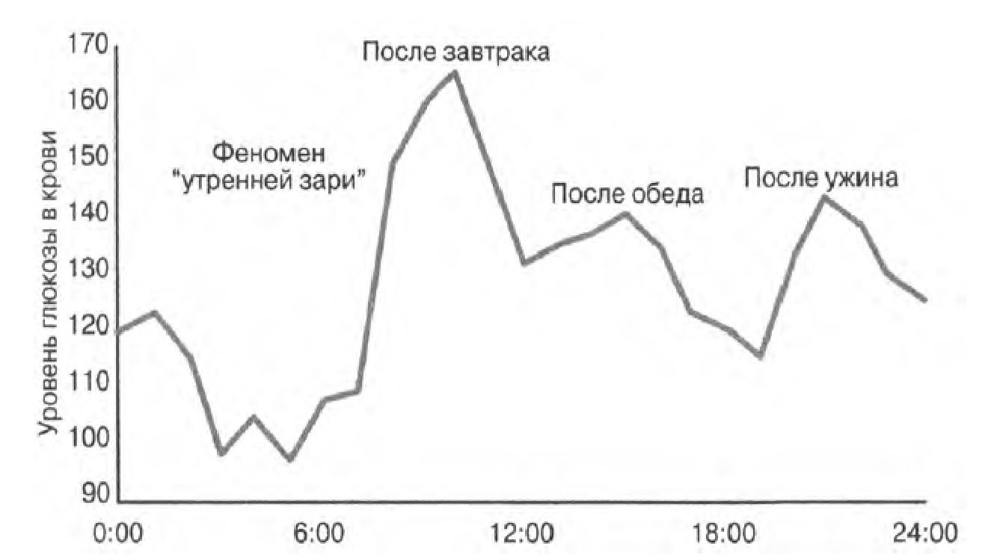 Уровень глюкозы в крови
170
160
150
140
130
120
110
100
90
После завтрака
Феномен
“утренней зари”
После обеда
После ужина
0:00
6:00
12:00
18:00
24:00